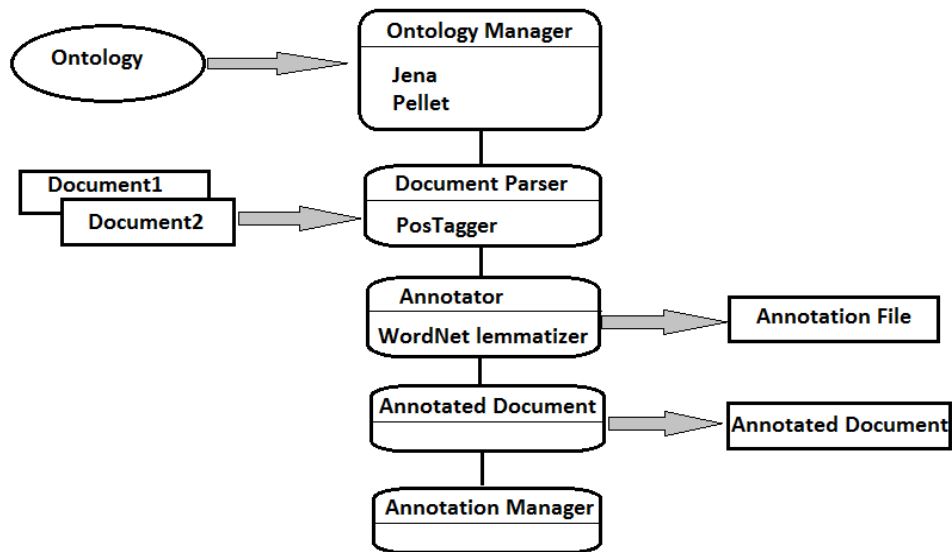 Ontology
Ontology Manager
Jena
Pellet
Document1
Document2
Document Parser
PosTagger
Annotator
WordNet lemmatizer
Annotation File
Annotated Document
Annotated Document
Annotation Manager